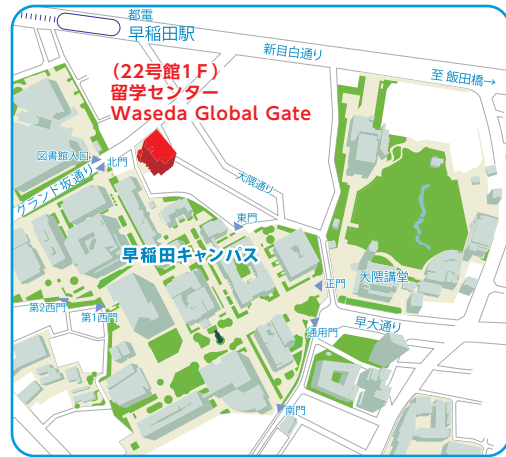 都電
早稲田駅
新目白通り
至 飯田橋→
（22号館1Ｆ）
留学センター
Waseda Global Gate
図書館入口
北門
グランド坂通り
大隈通り
東門
早稲田キャンパス
正門
大隈講堂
第2西門
第1西門
早大通り
通用門
南門